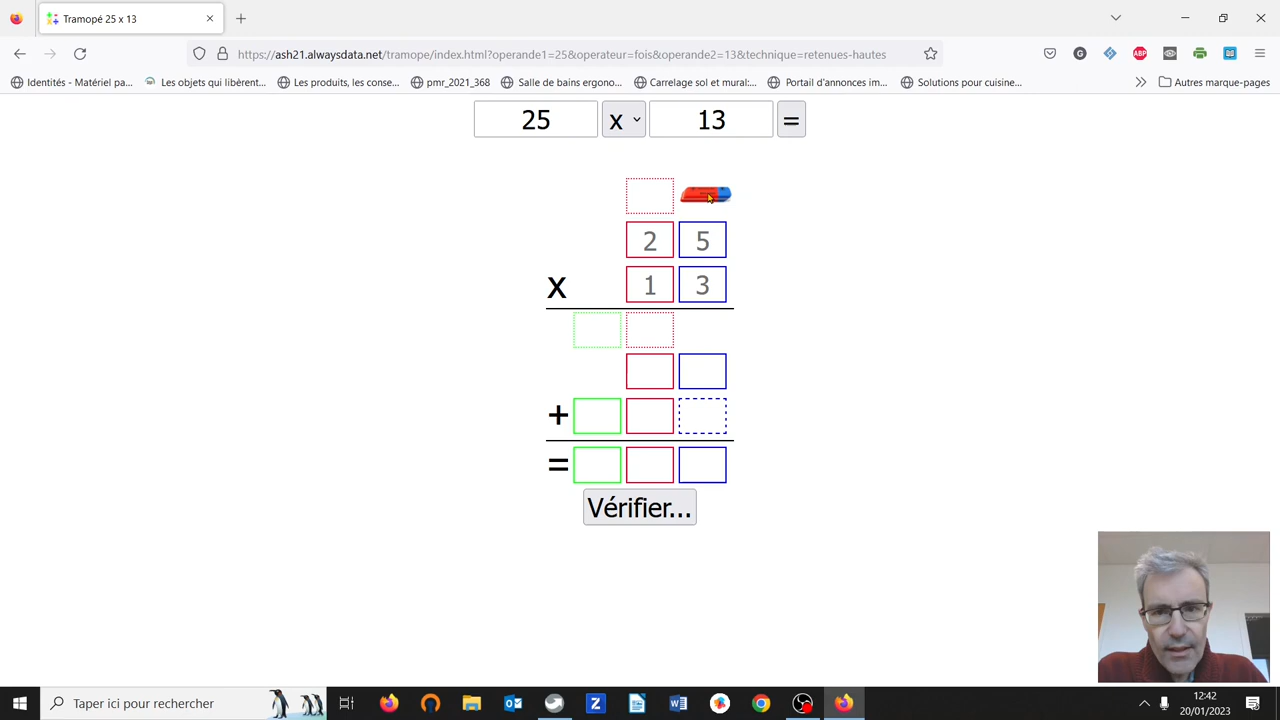 Tramopé 25 x 13
https://ash21.alwaysdata.net/tramope/index.html?operande1=25&operateur=fois&operande2=13&technique=retenues-hautes
Identités - Matériel pa...
Les objets qui libèrent...
Les produits, les conse...
pmr_2021_368
Salle de bains ergono...
Carrelage sol et mural:...
Portail d'annonces im...
Solutions pour cuisine...
Autres marque-pages
25 x 13 =
2 5
x 1 3
+
=
Vérifier...
Taper ici pour rechercher
12:42
20/01/2023